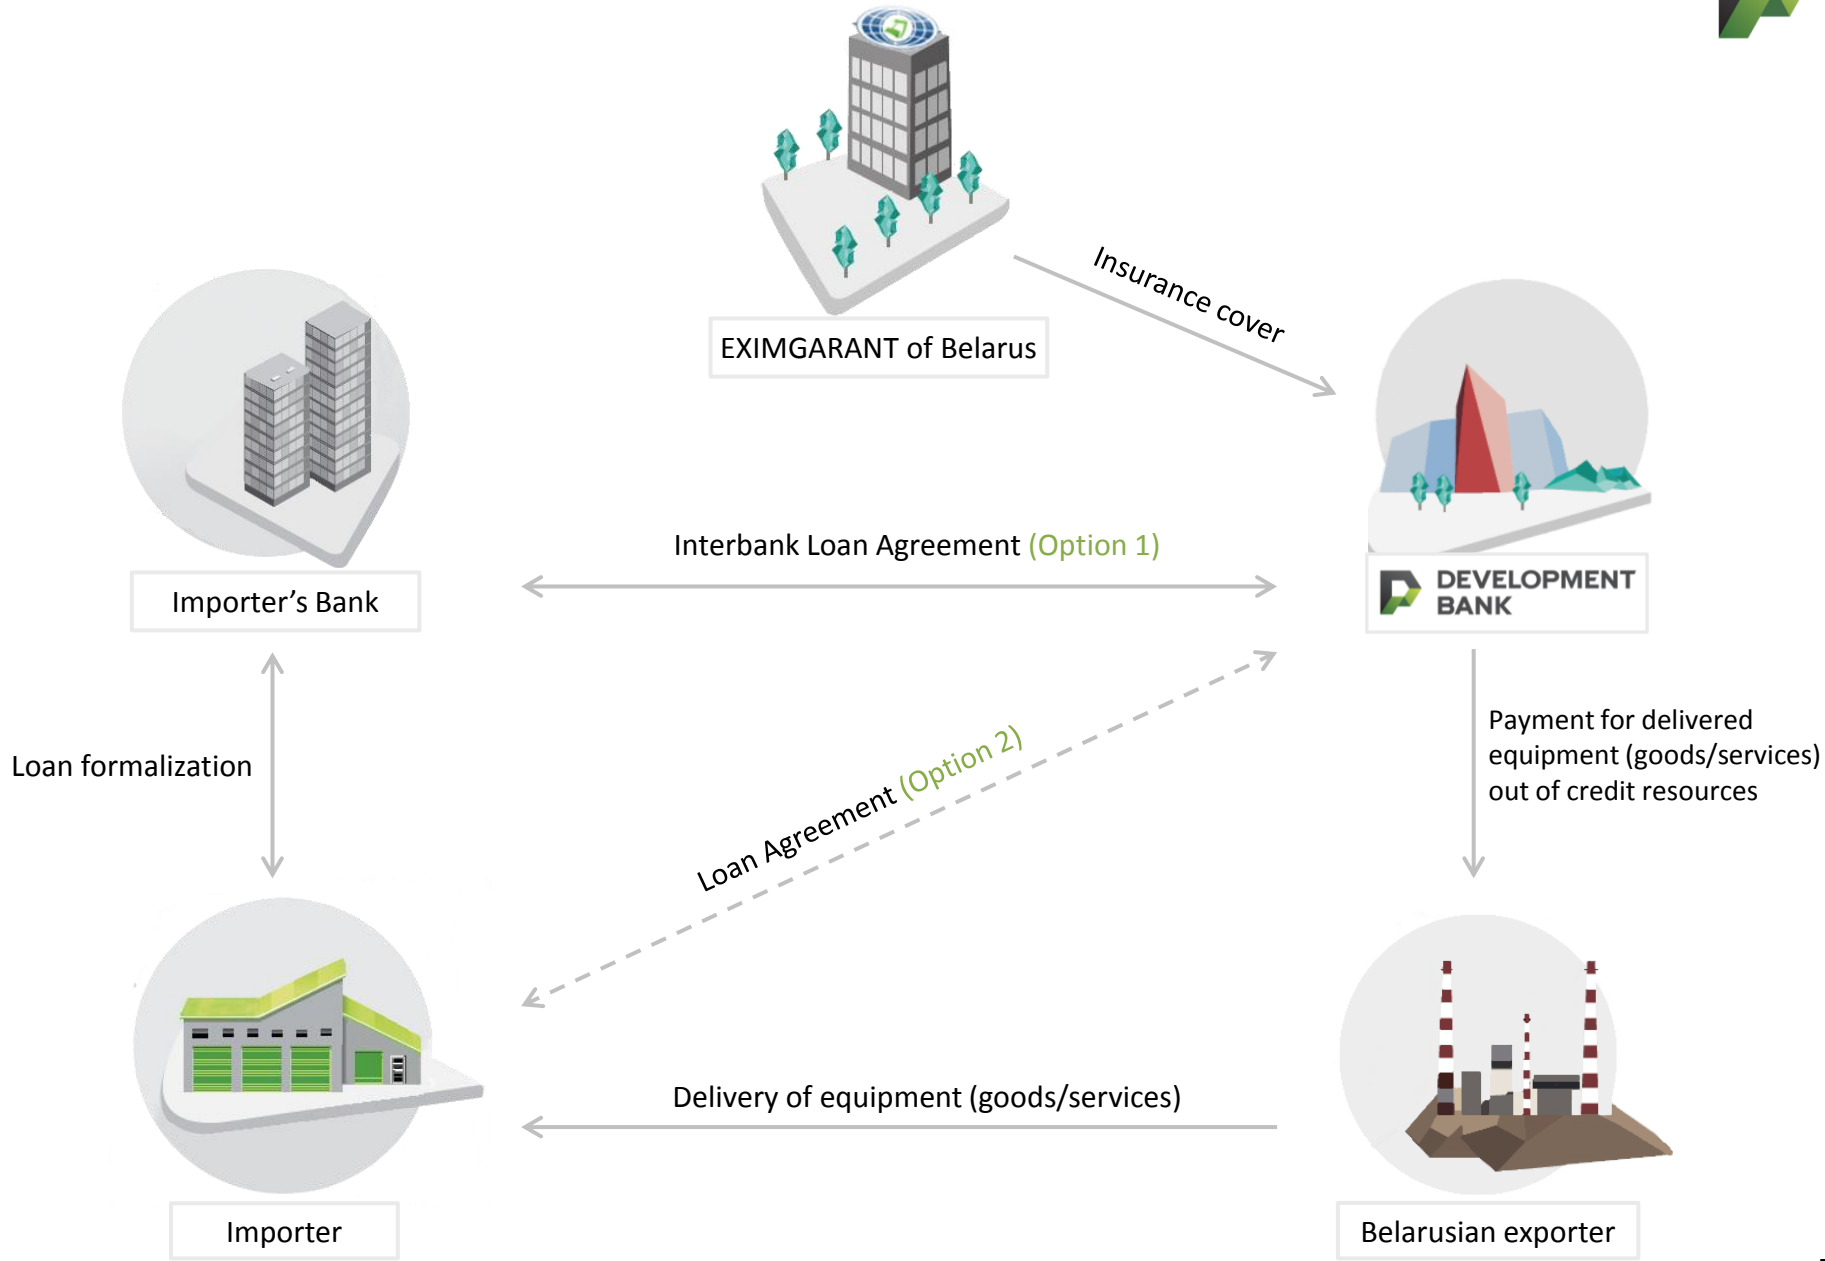 EXIMGARANT of Belarus
Insurance cover
Importer's Bank
Interbank Loan Agreement (Option 1)
DEVELOPMENT
BANK
Loan formalization
Loan Agreement (Option 2)
Payment for delivered
equipment (goods/services)
out of credit resources
Delivery of equipment (goods/services)
Importer
Belarusian exporter